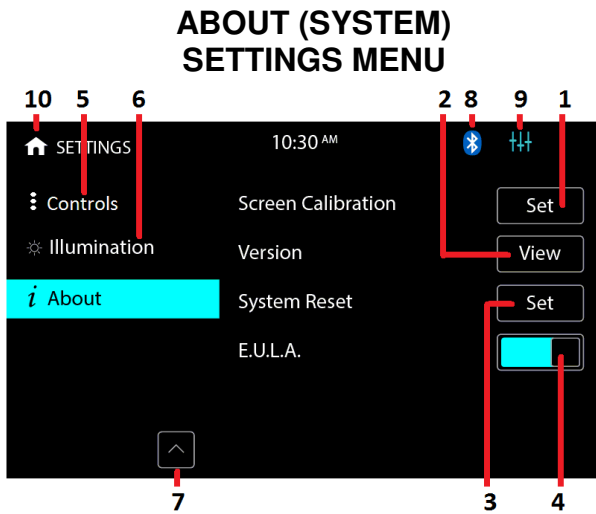 ABOUT (SYSTEM)
SETTINGS MENU
10 5 6 2 8 9 1
SETTINGS 10:30 AM
Controls Screen Calibration Set
Illumination Version View
i About System Reset Set
E.U.L.A.
7 3 4